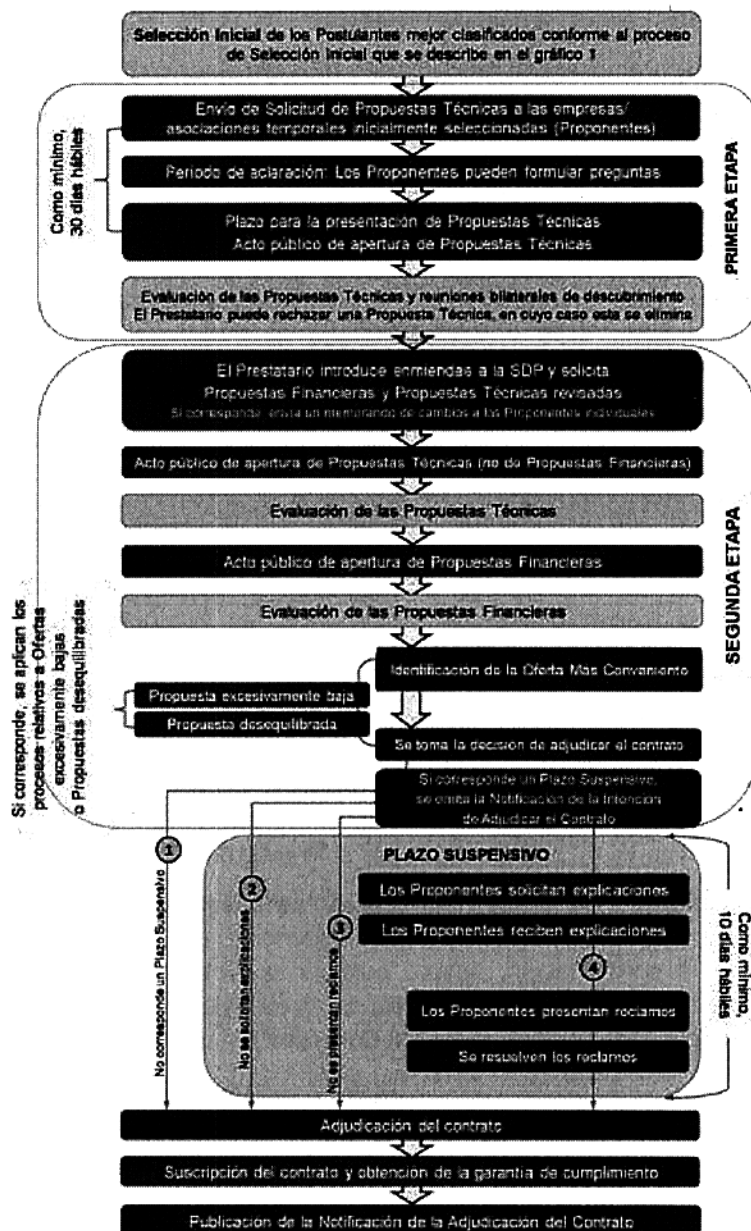 Selección Inicial de los Postulantes mejor clasificados conforme al proceso
de Selección Inicial que se describe en el gráfico 1
Envío de Solicitud de Propuestas Técnicas a las empresas/
asociaciones temporales inicialmente seleccionadas (Proponentes)
Periodo de aclaración: Los Proponentes pueden formular preguntas
Plazo para la presentación de Propuestas Técnicas
Acto público de apertura de Propuestas Técnicas
Como mínimo,
30 días hábiles
Evaluación de las Propuestas Técnicas y reuniones bilaterales de descubrimiento
El Prestatario puede rechazar una Propuesta Técnica, en cuyo caso esta se elimina
PRIMERA ETAPA
El Prestatario introduce enmiendas a la SDP y solicita
Propuestas Financieras y Propuestas Técnicas revisadas
Si corresponde, envía un memorando de cambios a los Proponentes individuales
Acto público de apertura de Propuestas Técnicas (no de Propuestas Financieras)
Evaluación de las Propuestas Técnicas
Acto público de apertura de Propuestas Financieras
Evaluación de las Propuestas Financieras
SEGUNDA ETAPA
Identificación de la Oferta Más Conveniente
Si corresponde, se aplican los
procesos relativos a Ofertas
excesivamente bajas
o Propuestas desequilibradas
Propuesta excesivamente baja
Propuesta desequilibrada
Se toma la decisión de adjudicar el contrato
Si corresponde un Plazo Suspensivo,
se emite la Notificación de la Intención
de Adjudicar el Contrato
PLAZO SUSPENSIVO
1
No corresponde un Plazo Suspensivo
2
No se solicitan explicaciones
3
No se presentan reclamos
4
Los Proponentes solicitan explicaciones
Los Proponentes reciben explicaciones
Los Proponentes presentan reclamos
Se resuelven los reclamos
Como mínimo,
10 días hábiles
Adjudicación del contrato
Suscripción del contrato y obtención de la garantía de cumplimiento
Publicación de la Notificación de la Adjudicación del Contrato